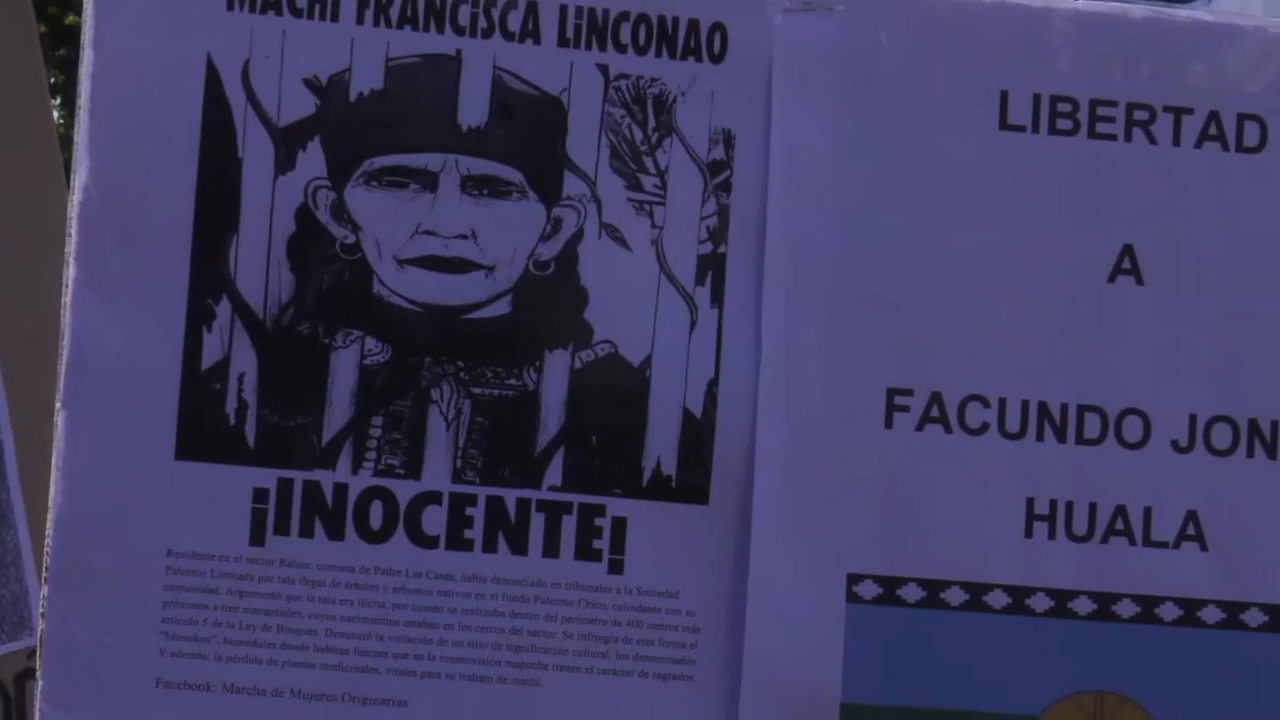 MACHI FRANCISCA LINCONAO
¡INOCENTE!
Residente en el sector Rahue, comuna de Padre Las Casas, había denunciado en tribunales a la Sociedad
Palermo Limitada por tala ilegal de árboles y arbustos nativos en el fundo Palermo Chico, colindante con su
comunidad. Argumentó que la tala era ilícita, por cuanto se realizaba dentro del perímetro de 400 metros más
próximos a tres manantiales, cuyos nacimientos estaban en los cerros del sector. Se infringía de esta forma el
artículo 5 de la Ley de Bosques. Denunció la violación de un sitio de significación cultural, los denominados
"Menokos", humedales donde habitan fuerzas que en la cosmovisión mapuche tienen el carácter de sagrados.
Y además, la pérdida de plantas medicinales, vitales para su trabajo de machi.
Facebook: Marcha de Mujeres Originarias
LIBERTAD
A
FACUNDO JON
HUALA